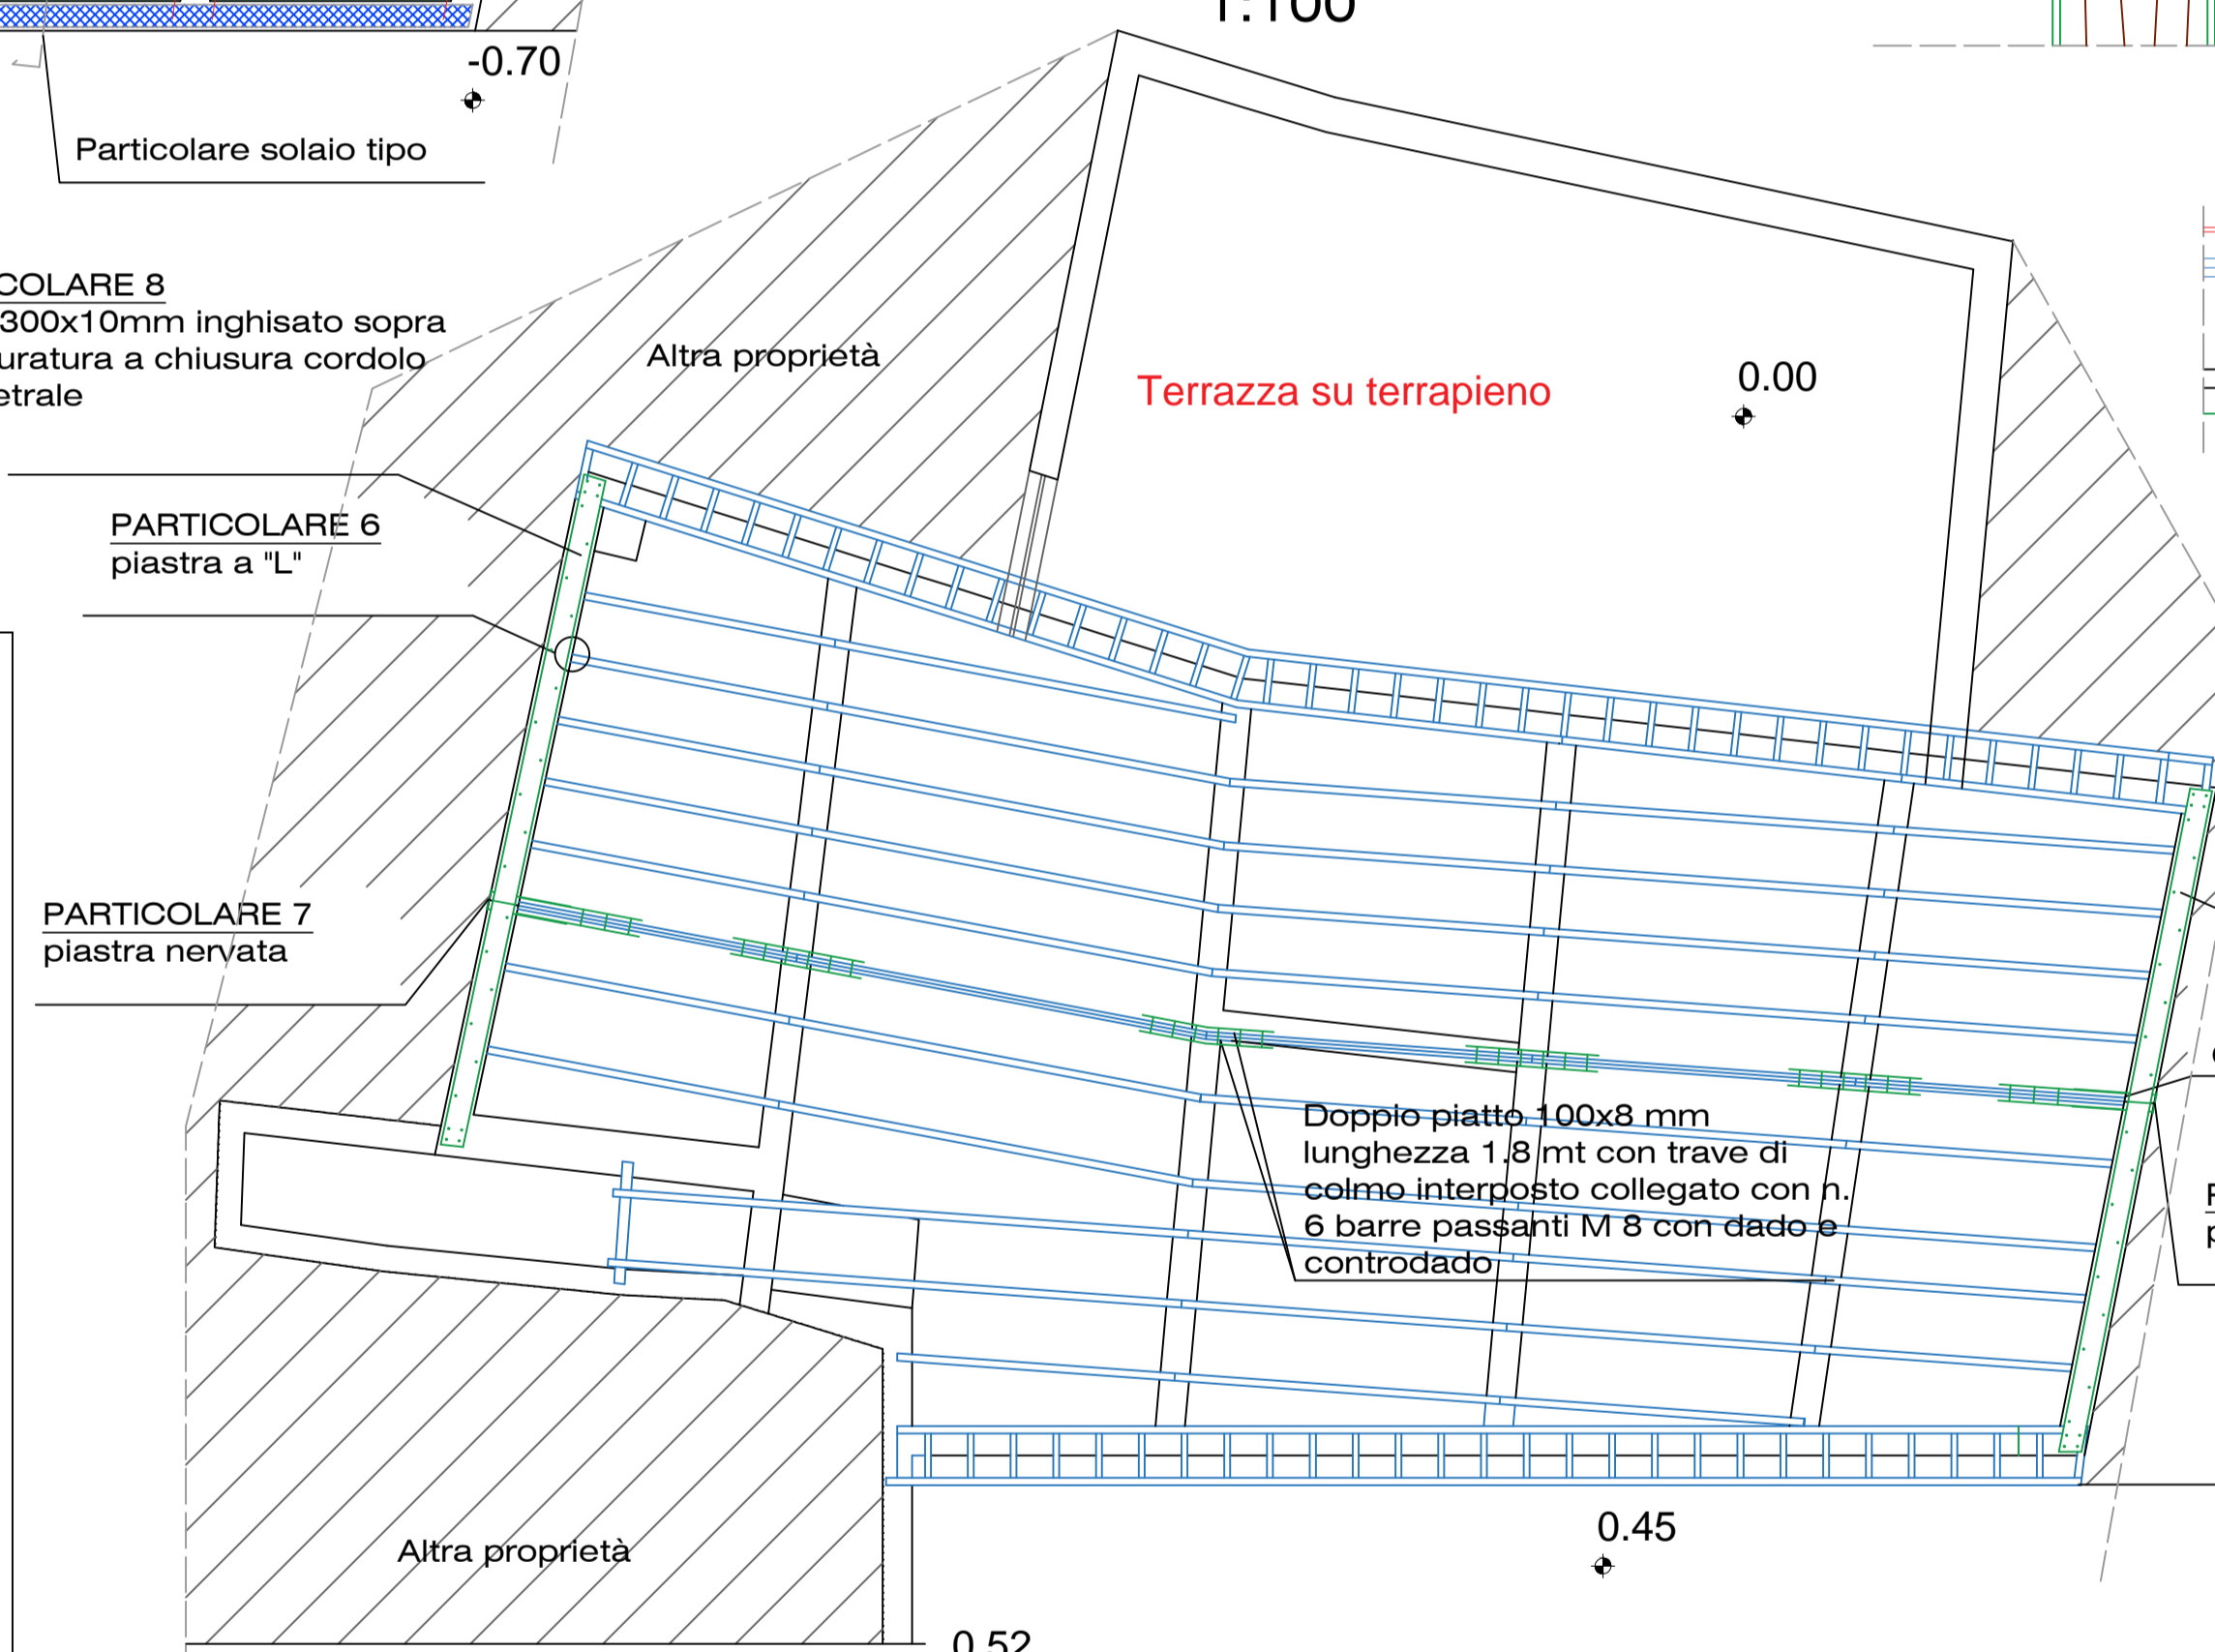 1:100
-0.70
Particolare solaio tipo
COLARE 8
300x10mm inghisato sopra
uratura a chiusura cordolo
etrale
Altra proprietà
Terrazza su terrapieno
0.00
PARTICOLARE 6
piastra a "L"
PARTICOLARE 7
piastra nervata
Doppio piatto 100x8 mm
lunghezza 1.8 mt con trave di
colmo interposto collegato con n.
6 barre passanti M 8 con dado e
controdado
0.45
Altra proprietà
0.52